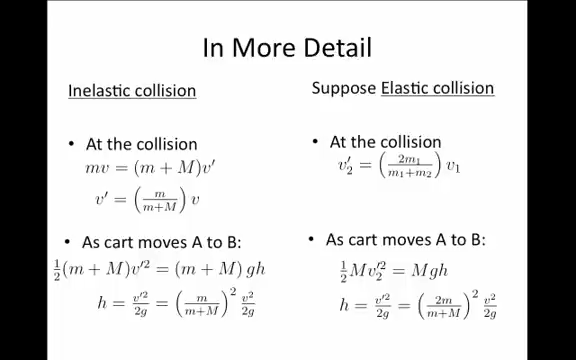 In More Detail
Inelastic collision
• At the collision
mv = (m + M)v′
v′ = (m/(m+M)) v
• As cart moves A to B:
½(m + M)v′² = (m + M) gh
h = v′²/2g = (m/(m+M))² v²/2g
Suppose Elastic collision
• At the collision
v′₂ = (2m₁/(m₁+m₂)) v₁
• As cart moves A to B:
½Mv′₂² = Mgh
h = v′²/2g = (2m/(m+M))² v²/2g